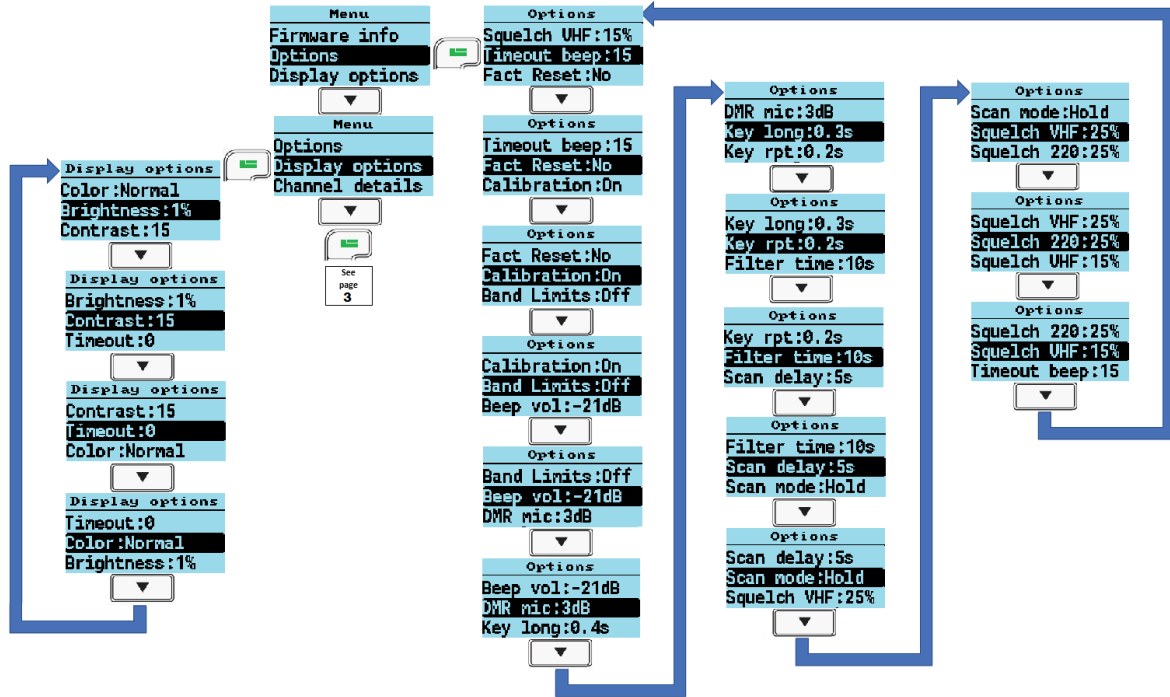 Menu
Firmware info
Options
Display options
Menu
Options
Display options
Channel details
See
page
3
Display options
Color:Normal
Brightness:1%
Contrast:15
Display options
Brightness:1%
Contrast:15
Timeout:0
Display options
Contrast:15
Timeout:0
Color:Normal
Display options
Timeout:0
Color:Normal
Brightness:1%
Options
Squelch VHF:15%
Timeout beep:15
Fact Reset:No
Options
Timeout beep:15
Fact Reset:No
Calibration:On
Options
Fact Reset:No
Calibration:On
Band Limits:Off
Options
Calibration:On
Band Limits:Off
Beep vol:-21dB
Options
Band Limits:Off
Beep vol:-21dB
DMR mic:3dB
Options
Beep vol:-21dB
DMR mic:3dB
Key long:0.4s
Options
DMR mic:3dB
Key long:0.3s
Key rpt:0.2s
Options
Key long:0.3s
Key rpt:0.2s
Filter time:10s
Options
Key rpt:0.2s
Filter time:10s
Scan delay:5s
Options
Filter time:10s
Scan delay:5s
Scan mode:Hold
Options
Scan delay:5s
Scan mode:Hold
Squelch VHF:25%
Options
Scan mode:Hold
Squelch VHF:25%
Squelch 220:25%
Options
Squelch VHF:25%
Squelch 220:25%
Squelch VHF:15%
Options
Squelch 220:25%
Squelch VHF:15%
Timeout beep:15